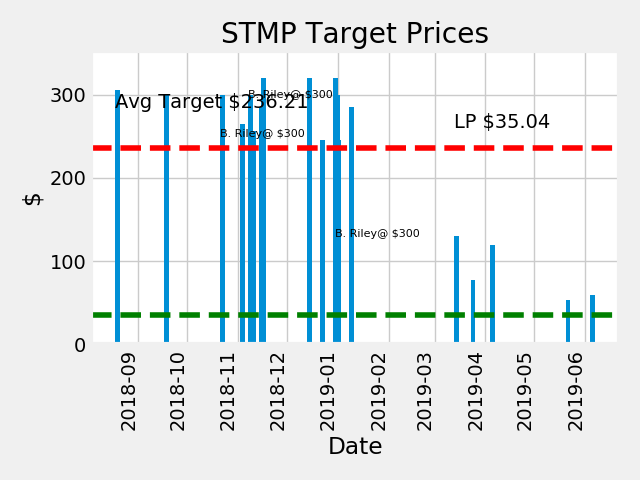 STMP Target Prices
B. Riley@ $300
Avg Target $236.21
LP $35.04
B. Riley@ $300
B. Riley@ $300
300
200
100
0
$
2018-09
2018-10
2018-11
2018-12
2019-01
2019-02
2019-03
2019-04
2019-05
2019-06
Date